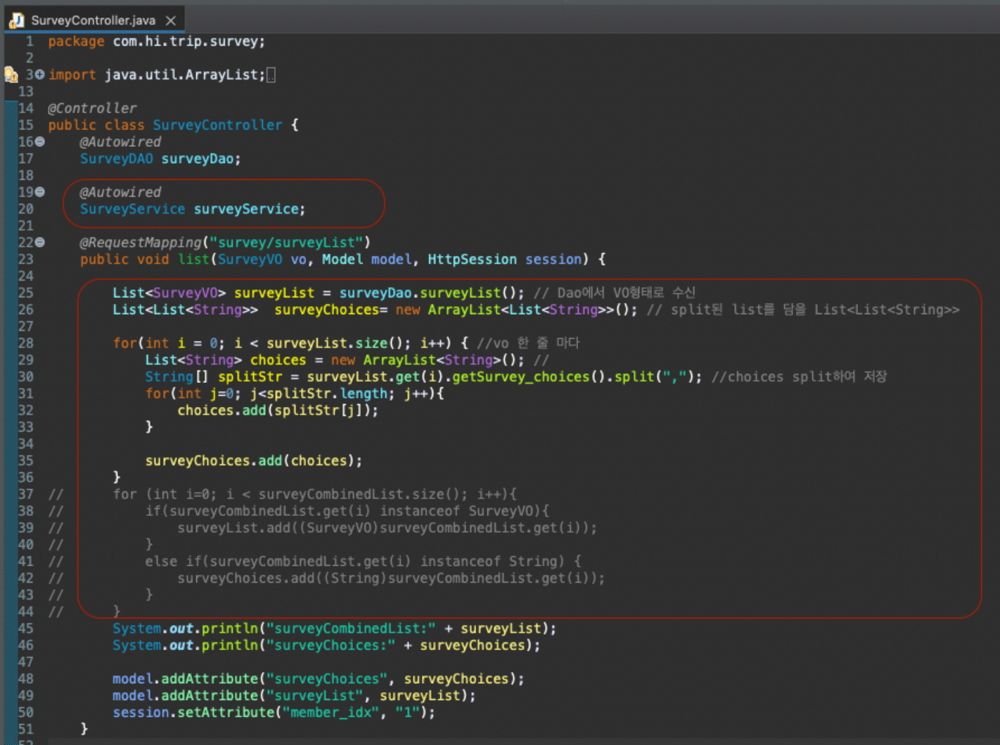 SurveyController.java
1 package com.hi.trip.survey;
2
3 import java.util.ArrayList;
13
14 @Controller
15 public class SurveyController {
16 @Autowired
17 SurveyDAO surveyDao;
18
19 @Autowired
20 SurveyService surveyService;
21
22 @RequestMapping("survey/surveyList")
23 public void list(SurveyVO vo, Model model, HttpSession session) {
24
25 List<SurveyVO> surveyList = surveyDao.surveyList(); // Dao에서 VO형태로 수신
26 List<List<String>>  surveyChoices= new ArrayList<List<String>>(); // split된 list를 담을 List<List<String>>
27
28 for(int i = 0; i < surveyList.size(); i++) { //vo 한 줄 마다
29 List<String> choices = new ArrayList<String>(); //
30 String[] splitStr = surveyList.get(i).getSurvey_choices().split(","); //choices split하여 저장
31 for(int j=0; j<splitStr.length; j++){
32 choices.add(splitStr[j]);
33 }
34
35 surveyChoices.add(choices);
36 }
37 // for (int i=0; i < surveyCombinedList.size(); i++){
38 // if(surveyCombinedList.get(i) instanceof SurveyVO){
39 // surveyList.add((SurveyVO)surveyCombinedList.get(i));
40 // }
41 // else if(surveyCombinedList.get(i) instanceof String) {
42 // surveyChoices.add((String)surveyCombinedList.get(i));
43 // }
44 // }
45 System.out.println("surveyCombinedList:" + surveyList);
46 System.out.println("surveyChoices:" + surveyChoices);
47
48 model.addAttribute("surveyChoices", surveyChoices);
49 model.addAttribute("surveyList", surveyList);
50 session.setAttribute("member_idx", "1");
51 }